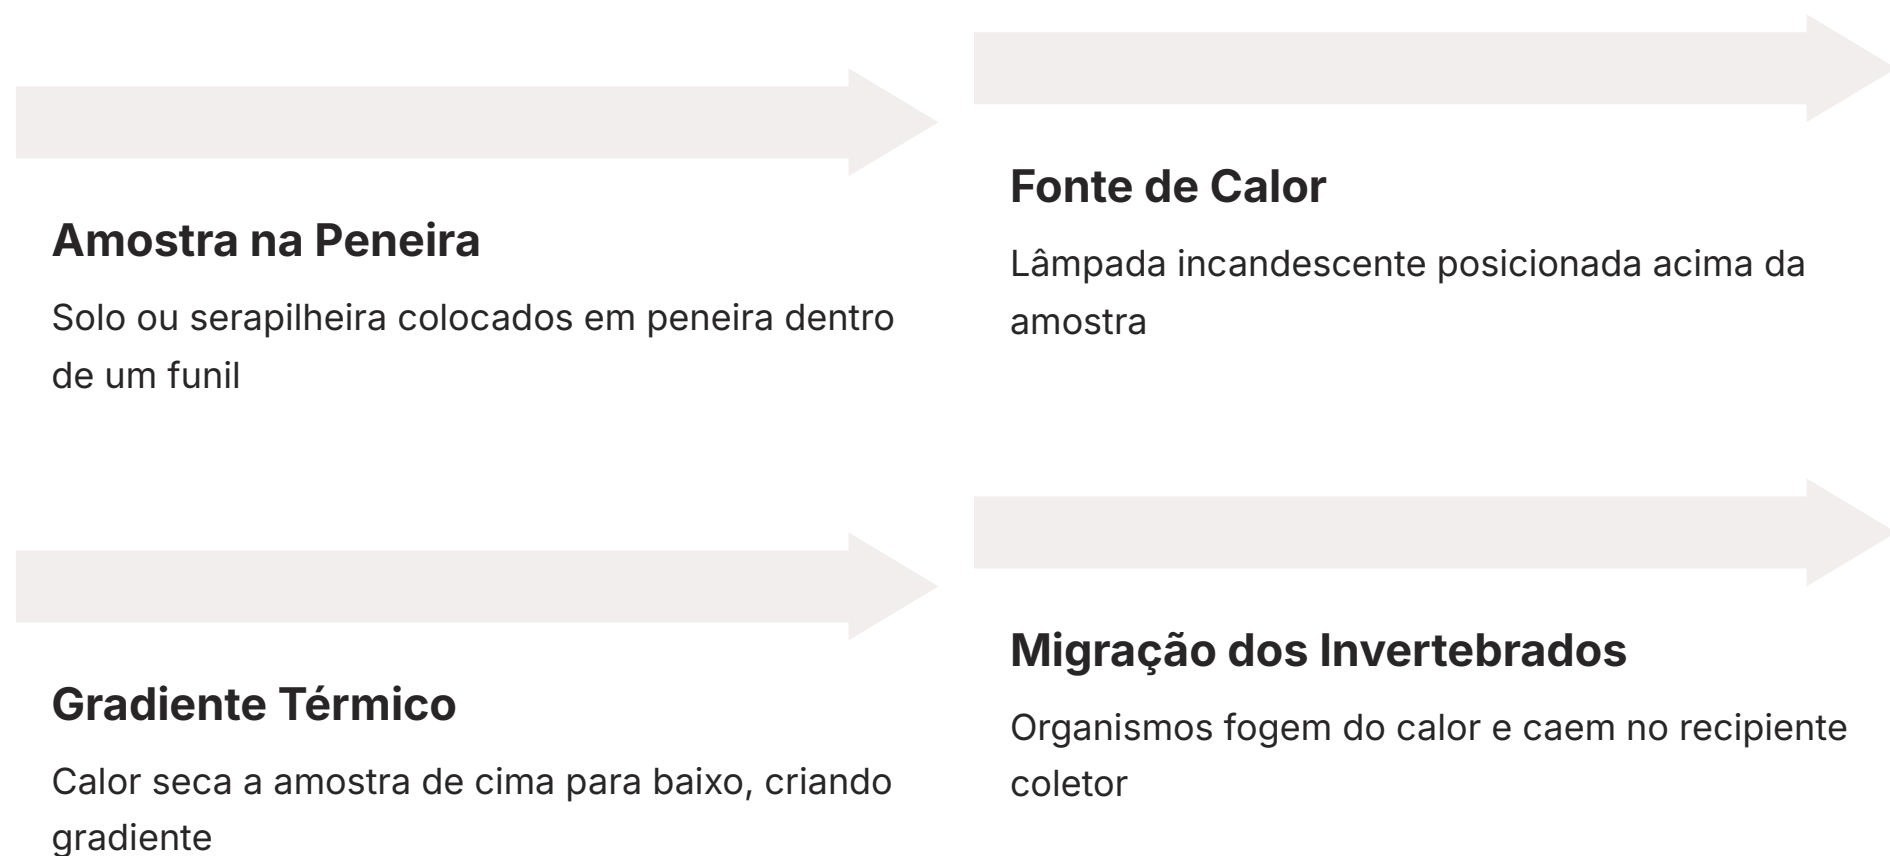 Amostra na Peneira
Solo ou serapilheira colocados em peneira dentro
de um funil
Fonte de Calor
Lâmpada incandescente posicionada acima da
amostra
Gradiente Térmico
Calor seca a amostra de cima para baixo, criando
gradiente
Migração dos Invertebrados
Organismos fogem do calor e caem no recipiente
coletor